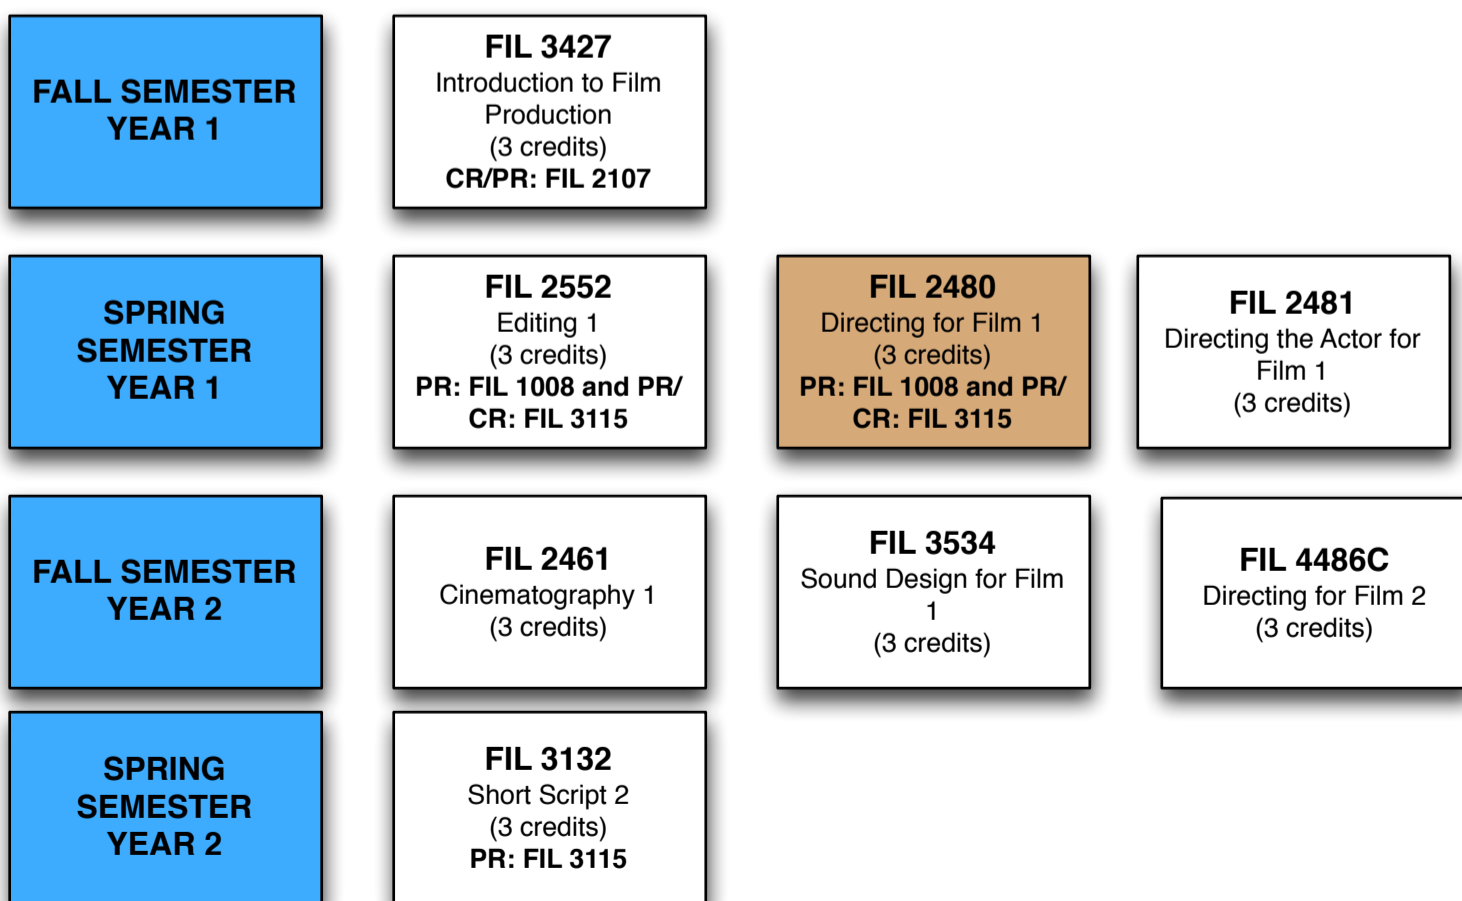 FALL SEMESTER
YEAR 1
FIL 3427
Introduction to Film
Production
(3 credits)
CR/PR: FIL 2107
SPRING
SEMESTER
YEAR 1
FIL 2552
Editing 1
(3 credits)
PR: FIL 1008 and PR/
CR: FIL 3115
FIL 2480
Directing for Film 1
(3 credits)
PR: FIL 1008 and PR/
CR: FIL 3115
FIL 2481
Directing the Actor for
Film 1
(3 credits)
FALL SEMESTER
YEAR 2
FIL 2461
Cinematography 1
(3 credits)
FIL 3534
Sound Design for Film
1
(3 credits)
FIL 4486C
Directing for Film 2
(3 credits)
SPRING
SEMESTER
YEAR 2
FIL 3132
Short Script 2
(3 credits)
PR: FIL 3115